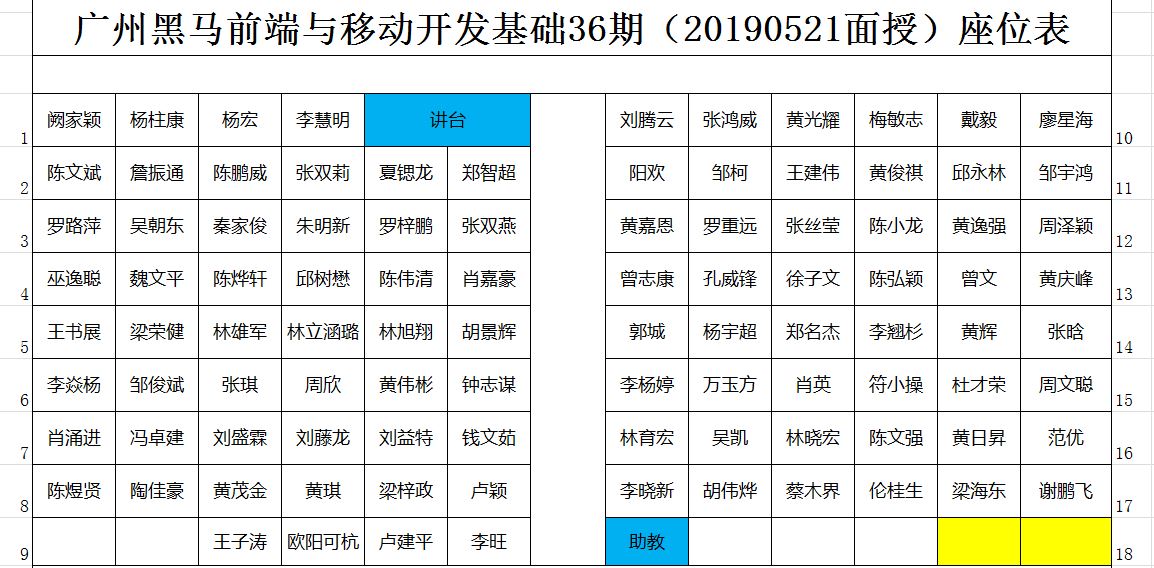 广州黑马前端与移动开发基础36期（20190521面授）座位表
1 阙家颖 杨柱康 杨宏 李慧明 讲台 刘腾云 张鸿威 黄光耀 梅敏志 戴毅 廖星海 10
2 陈文斌 詹振通 陈鹏威 张双莉 夏锶龙 郑智超 阳欢 邹柯 王建伟 黄俊祺 邱永林 邹宇鸿 11
3 罗路萍 吴朝东 秦家俊 朱明新 罗梓鹏 张双燕 黄嘉恩 罗重远 张丝莹 陈小龙 黄逸强 周泽颖 12
4 巫逸聪 魏文平 陈烨轩 邱树懋 陈伟清 肖嘉豪 曾志康 孔威锋 徐子文 陈弘颖 曾文 黄庆峰 13
5 王书展 梁荣健 林雄军 林立涵璐 林旭翔 胡景辉 郭城 杨宇超 郑名杰 李翘杉 黄辉 张晗 14
6 李焱杨 邹俊斌 张琪 周欣 黄伟彬 钟志谋 李杨婷 万玉方 肖英 符小操 杜才荣 周文聪 15
7 肖涌进 冯卓建 刘盛霖 刘藤龙 刘益特 钱文茹 林育宏 吴凯 林晓宏 陈文强 黄日昇 范优 16
8 陈煜贤 陶佳豪 黄茂金 黄琪 梁梓政 卢颖 李晓新 胡伟烨 蔡木界 伦桂生 梁海东 谢鹏飞 17
9 王子涛 欧阳可杭 卢建平 李旺 助教 18